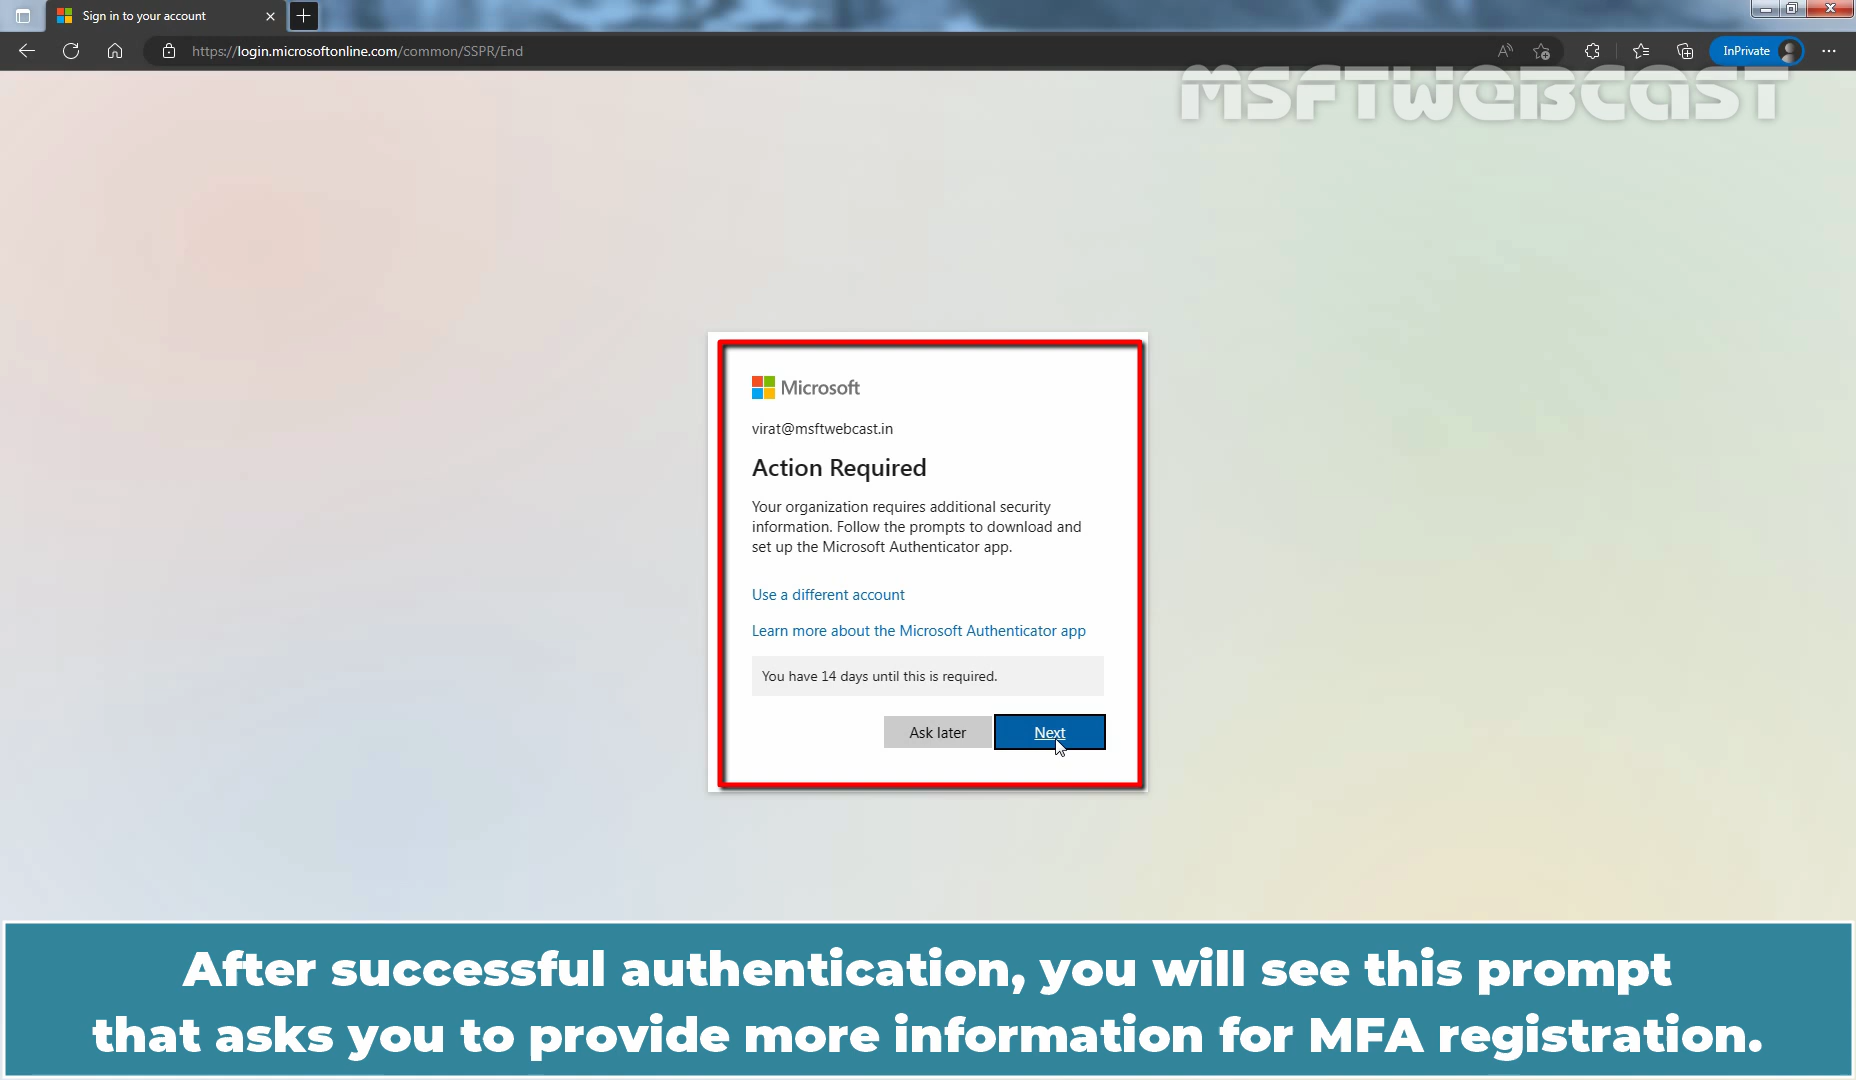 Sign in to your account
https://login.microsoftonline.com/common/SSPR/End
InPrivate
MSFTWEBCAST
Microsoft
virat@msftwebcast.in
Action Required
Your organization requires additional security
information. Follow the prompts to download and
set up the Microsoft Authenticator app.
Use a different account
Learn more about the Microsoft Authenticator app
You have 14 days until this is required.
Ask later
Next
After successful authentication, you will see this prompt
that asks you to provide more information for MFA registration.